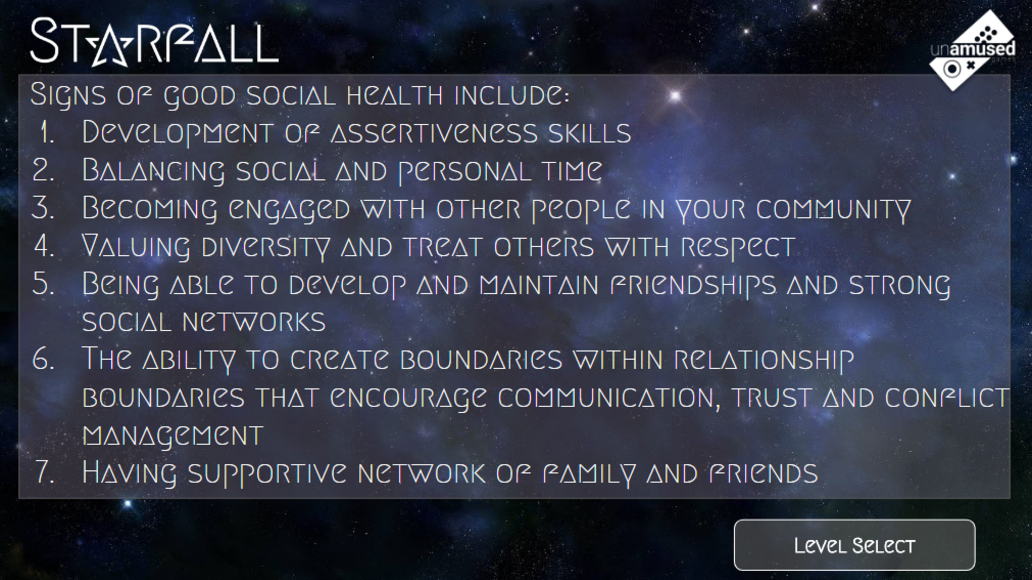 Starfall
unamused
Signs of good social health include:
1. Development of assertiveness skills
2. Balancing social and personal time
3. Becoming engaged with other people in your community
4. Valuing diversity and treat others with respect
5. Being able to develop and maintain friendships and strong
social networks
6. The ability to create boundaries within relationship
boundaries that encourage communication, trust and conflict
management
7. Having supportive network of family and friends
Level Select